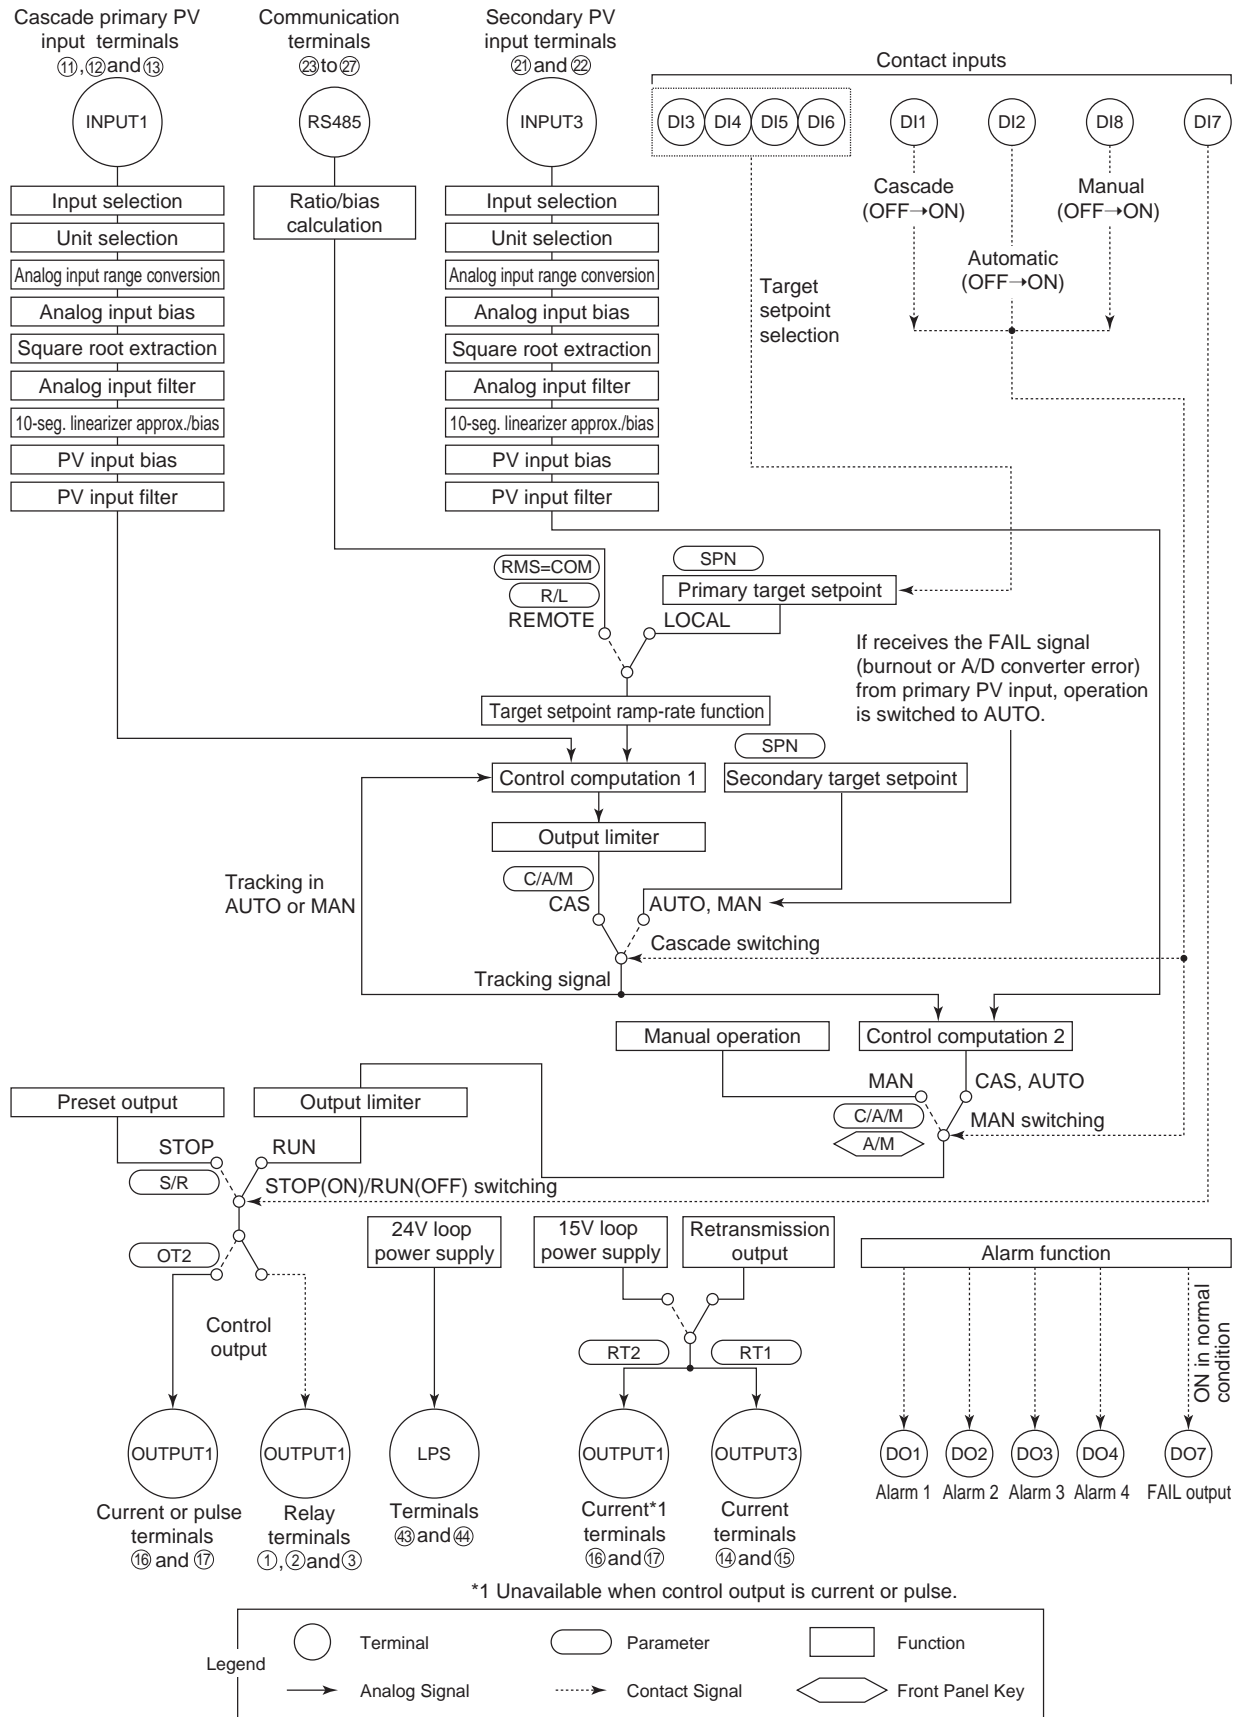 Cascade primary PV
input terminals
⑪,⑫and⑬
Communication
terminals
㉓to㉗
Secondary PV
input terminals
㉑and㉒
Contact inputs
INPUT1
RS485
INPUT3
DI3
DI4
DI5
DI6
DI1
DI2
DI8
DI7
Input selection
Unit selection
Analog input range conversion
Analog input bias
Square root extraction
Analog input filter
10-seg. linearizer approx./bias
PV input bias
PV input filter
Ratio/bias
calculation
Input selection
Unit selection
Analog input range conversion
Analog input bias
Square root extraction
Analog input filter
10-seg. linearizer approx./bias
PV input bias
PV input filter
Cascade
(OFF→ON)
Manual
(OFF→ON)
Automatic
(OFF→ON)
Target
setpoint
selection
RMS=COM
R/L
REMOTE
SPN
Primary target setpoint
LOCAL
If receives the FAIL signal
(burnout or A/D converter error)
from primary PV input, operation
is switched to AUTO.
Target setpoint ramp-rate function
SPN
Control computation 1
Secondary target setpoint
Output limiter
Tracking in
AUTO or MAN
C/A/M
CAS
AUTO, MAN
Cascade switching
Tracking signal
Manual operation
Control computation 2
MAN
CAS, AUTO
C/A/M
A/M
MAN switching
Preset output
Output limiter
STOP
RUN
S/R
STOP(ON)/RUN(OFF) switching
OT2
24V loop
power supply
15V loop
power supply
Retransmission
output
Alarm function
Control
output
RT2
RT1
ON in normal
condition
OUTPUT1
OUTPUT1
LPS
OUTPUT1
OUTPUT3
DO1
DO2
DO3
DO4
DO7
Alarm 1
Alarm 2
Alarm 3
Alarm 4
FAIL output
Current or pulse
terminals
⑯ and ⑰
Relay
terminals
①,②and③
Terminals
㊸and㊹
Current*1
terminals
⑯and⑰
Current
terminals
⑭and⑮
*1 Unavailable when control output is current or pulse.
Legend
Terminal
Parameter
Function
Analog Signal
Contact Signal
Front Panel Key